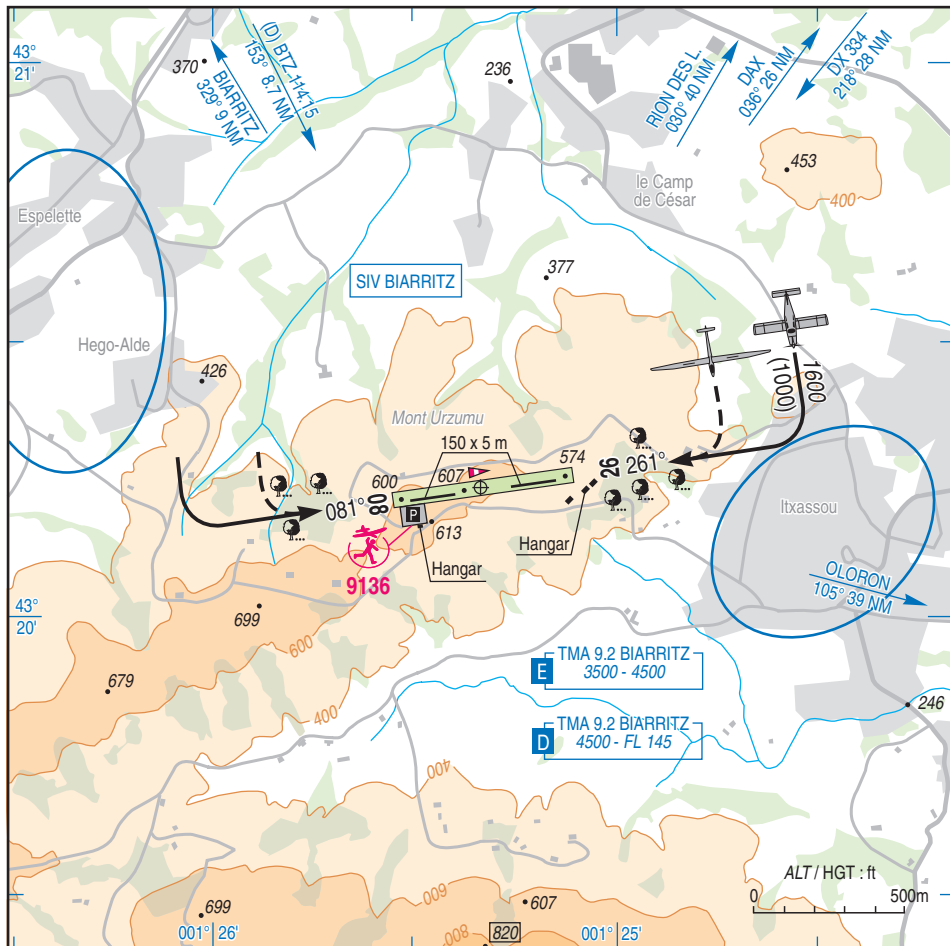 43°
21'
370
BIARRITZ
329° 9 NM
(D) BTZ 114.15
153° 8.7 NM
236
RION DES L.
030° 40 NM
DAX
036° 26 NM
DX 334
218° 28 NM
453
400
le Camp
de César
Espelette
377
SIV BIARRITZ
Hego-Alde
426
1600
(1000)
Mont Urzumu
150 x 5 m
600
607
574
26
261°
081°
08
P
613
Hangar
Hangar
9136
Itxassou
OLORON
105° 39 NM
43°
20'
699
600
679
400
E
TMA 9.2 BIARRITZ
3500 - 4500
D
TMA 9.2 BIARRITZ
4500 - FL 145
246
400
600
800
699
607
820
ALT / HGT : ft
0
500m
001° 26'
001° 25'